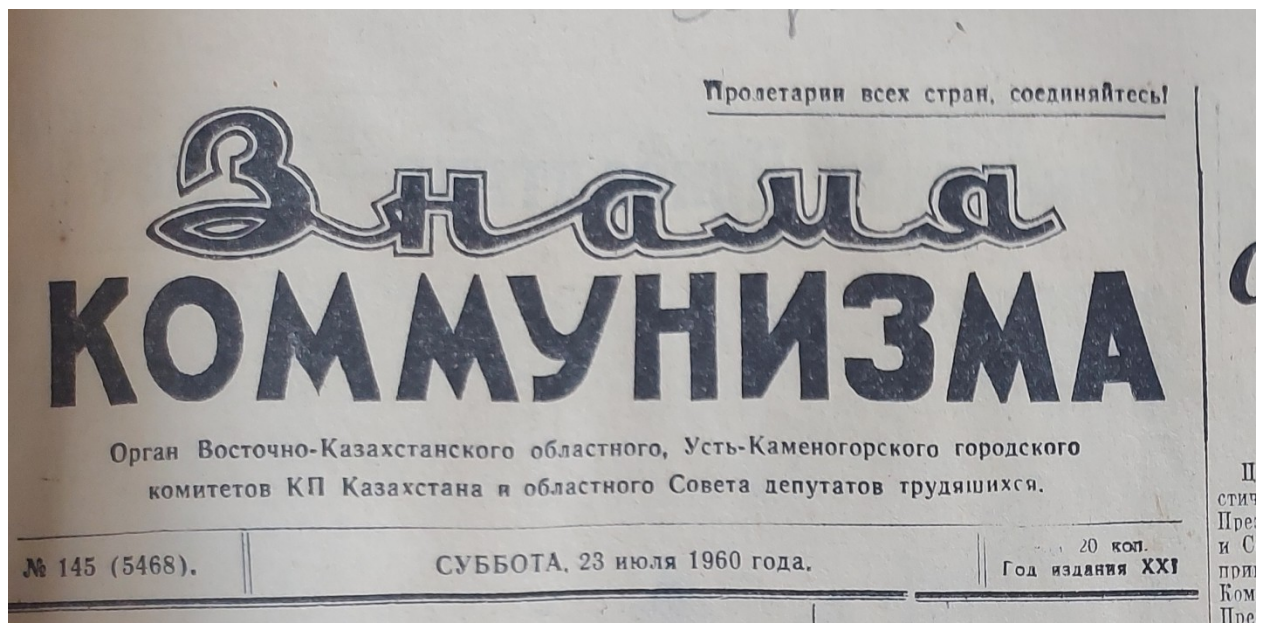 Пролетарии всех стран, соединяйтесь!
Знамя
КОММУНИЗМА
Орган Восточно-Казахстанского областного, Усть-Каменогорского городского
комитетов КП Казахстана и областного Совета депутатов трудящихся.
№ 145 (5468).
СУББОТА, 23 июля 1960 года.
20 коп.
Год издания XXI
и С